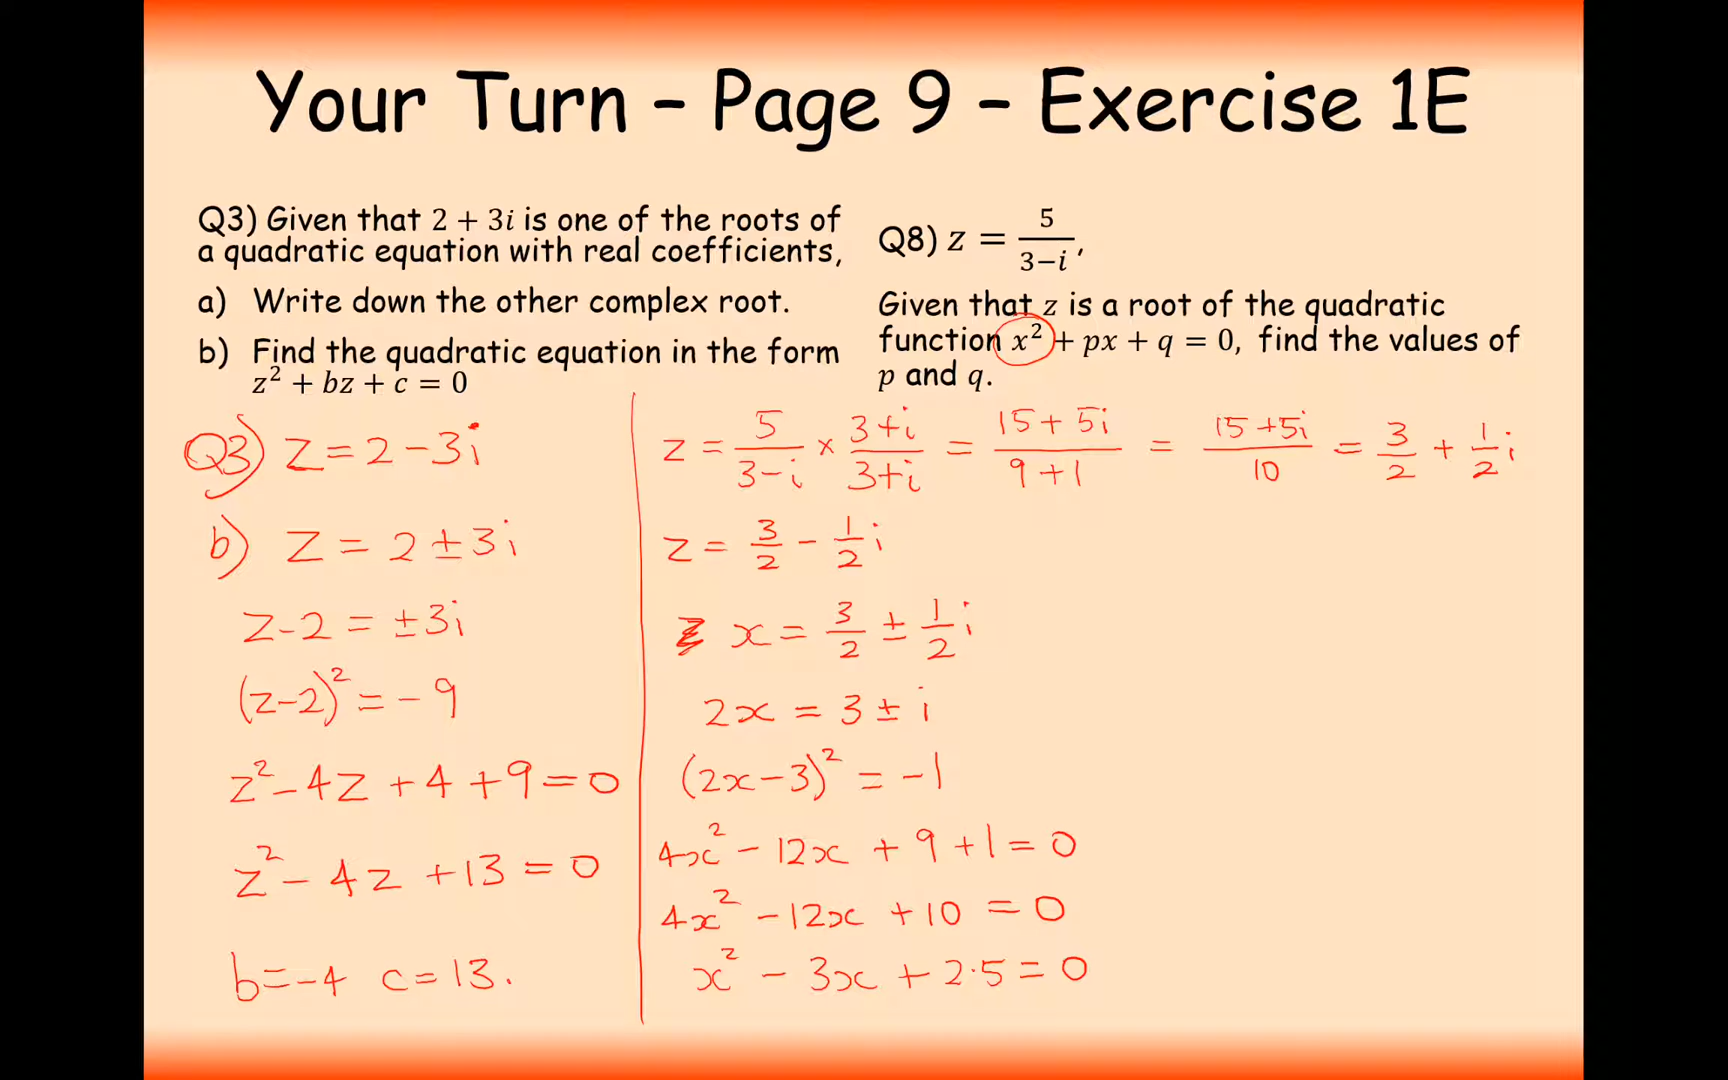 Your Turn – Page 9 – Exercise 1E
Q3) Given that 2 + 3i is one of the roots of
a quadratic equation with real coefficients,
a) Write down the other complex root.
b) Find the quadratic equation in the form
z² + bz + c = 0
Q8) z = 5/(3−i),
Given that z is a root of the quadratic
function x² + px + q = 0, find the values of
p and q.
Q3) z = 2 − 3i
b) z = 2 ± 3i
z − 2 = ± 3i
(z − 2)² = − 9
z² − 4z + 4 + 9 = 0
z² − 4z + 13 = 0
b = −4 c = 13.
z = 5/(3−i) × (3+i)/(3+i) = (15 + 5i)/(9 + 1) = (15 + 5i)/10 = 3/2 + 1/2 i
z = 3/2 − 1/2 i
x = 3/2 ± 1/2 i
2x = 3 ± i
(2x − 3)² = − 1
4x² − 12x + 9 + 1 = 0
4x² − 12x + 10 = 0
x² − 3x + 2·5 = 0